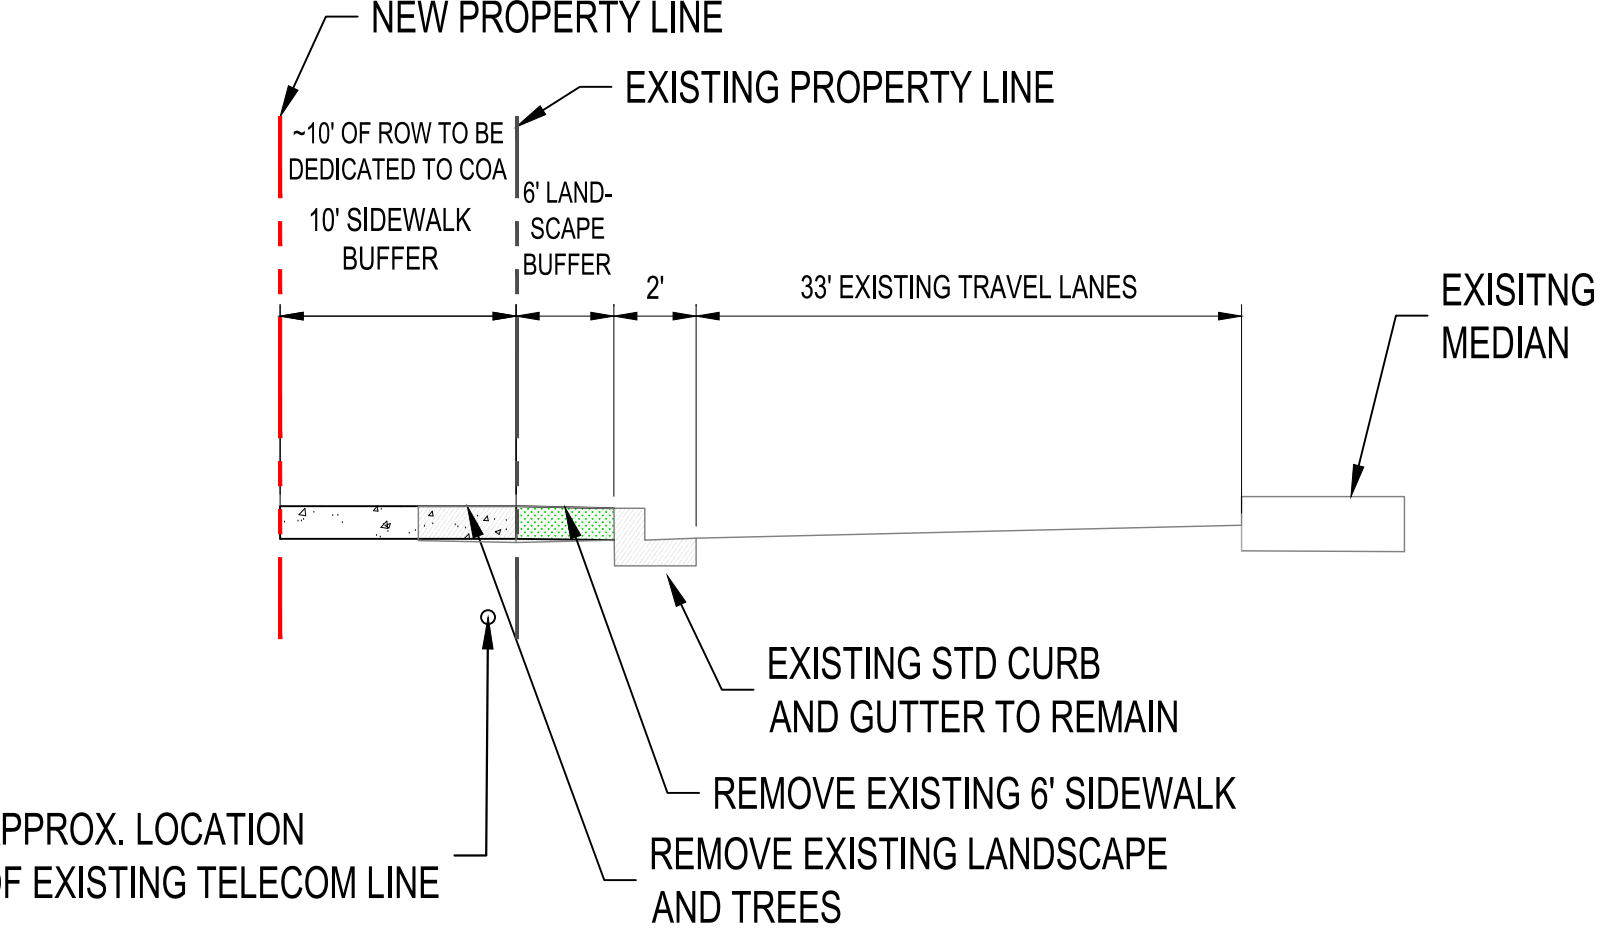 NEW PROPERTY LINE
EXISTING PROPERTY LINE
~10' OF ROW TO BE
DEDICATED TO COA
10' SIDEWALK
BUFFER
6' LAND-
SCAPE
BUFFER
2'
33' EXISTING TRAVEL LANES
EXISITNG
MEDIAN
EXISTING STD CURB
AND GUTTER TO REMAIN
REMOVE EXISTING 6' SIDEWALK
REMOVE EXISTING LANDSCAPE
AND TREES
PPROX. LOCATION
OF EXISTING TELECOM LINE